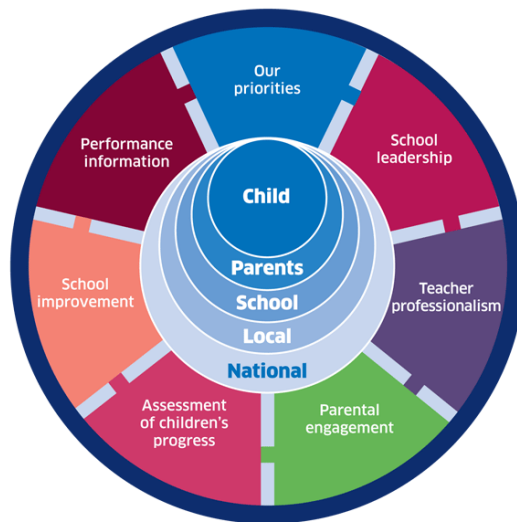 Our
priorities
School
leadership
Teacher
professionalism
Parental
engagement
Assessment
of children's
progress
School
improvement
Performance
information
Child
Parents
School
Local
National